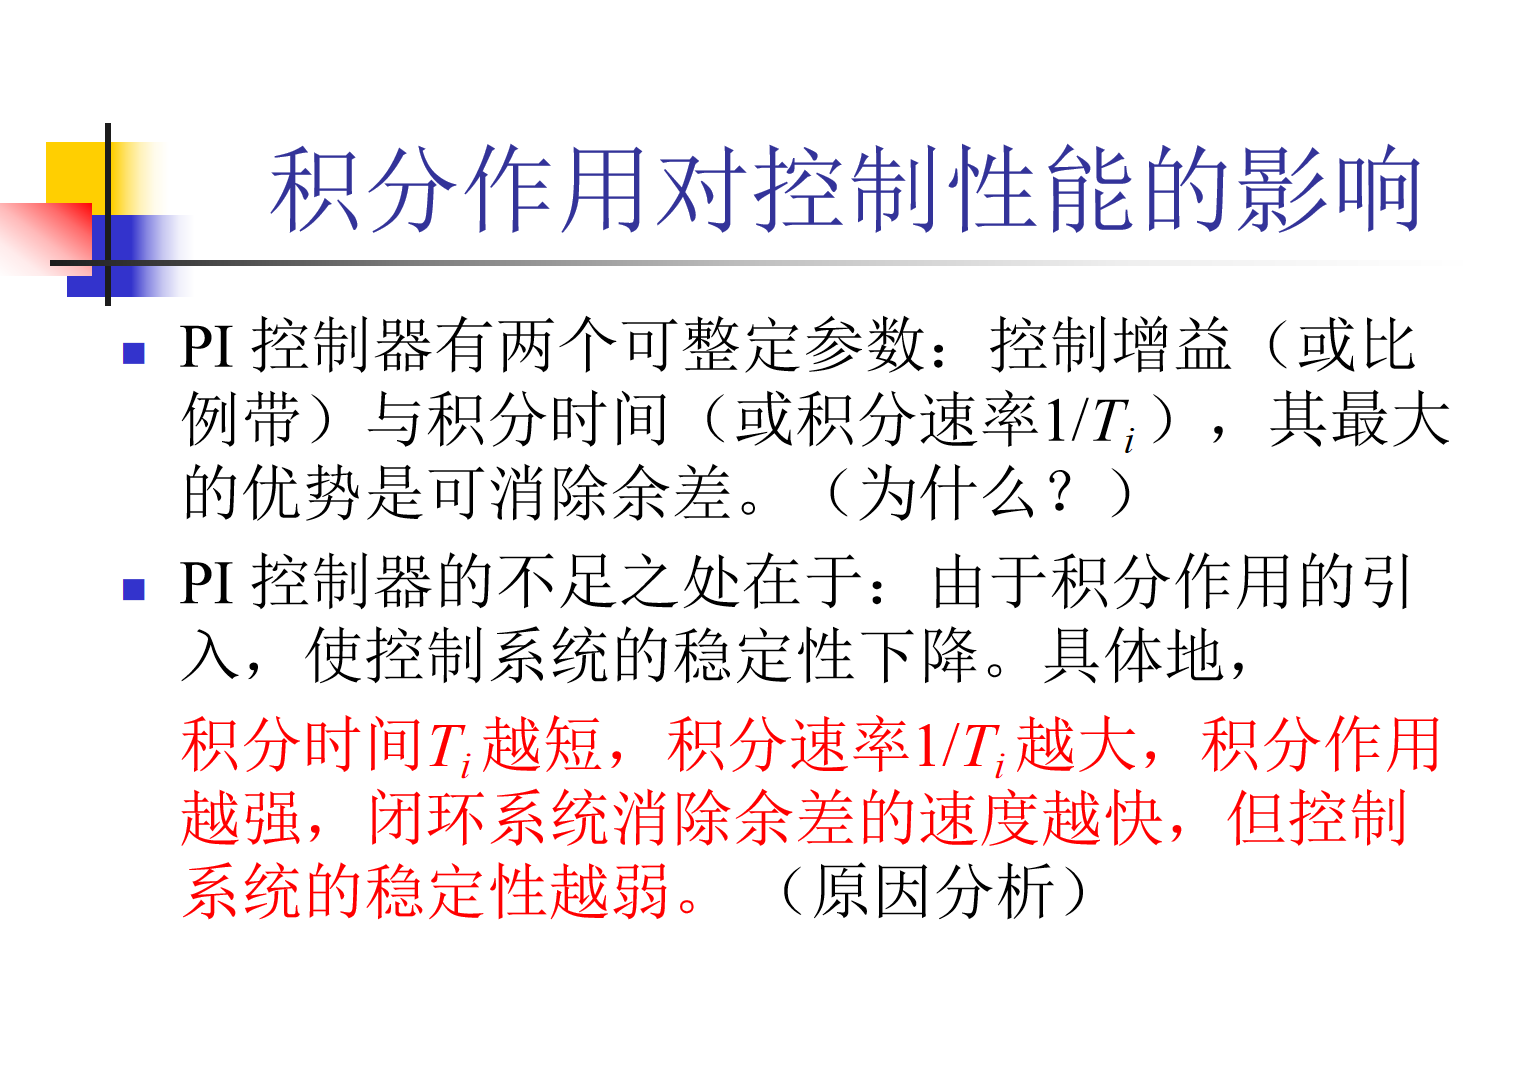 积分作用对控制性能的影响
PI 控制器有两个可整定参数：控制增益（或比
例带）与积分时间（或积分速率1/Ti ），其最大
的优势是可消除余差。（为什么？）
PI 控制器的不足之处在于：由于积分作用的引
入，使控制系统的稳定性下降。具体地，
积分时间Ti 越短，积分速率1/Ti 越大，积分作用
越强，闭环系统消除余差的速度越快，但控制
系统的稳定性越弱。（原因分析）